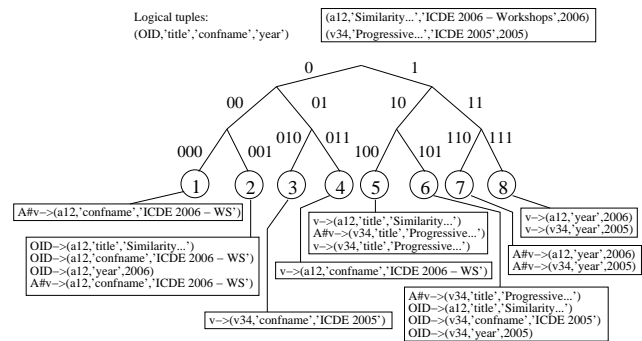 Logical tuples:
(OID,'title','confname','year')
(a12,'Similarity...','ICDE 2006 – Workshops',2006)
(v34,'Progressive...','ICDE 2005',2005)
0 1
00 01 10 11
000 001 010 011 100 101 110 111
1 2 3 4 5 6 7 8
A#v–>(a12,'confname','ICDE 2006 – WS')
OID–>(a12,'title','Similarity...')
OID–>(a12,'confname','ICDE 2006 – WS')
OID–>(a12,'year',2006)
A#v–>(a12,'confname','ICDE 2006 – WS')
v–>(v34,'confname','ICDE 2005')
v–>(a12,'confname','ICDE 2006 – WS')
v–>(a12,'title','Similarity...')
A#v–>(v34,'title','Progressive...')
v–>(v34,'title','Progressive...')
A#v–>(v34,'title','Progressive...')
OID–>(a12,'title','Similarity...')
OID–>(v34,'confname','ICDE 2005')
OID–>(v34,'year',2005)
A#v–>(a12,'year',2006)
A#v–>(v34,'year',2005)
v–>(a12,'year',2006)
v–>(v34,'year',2005)